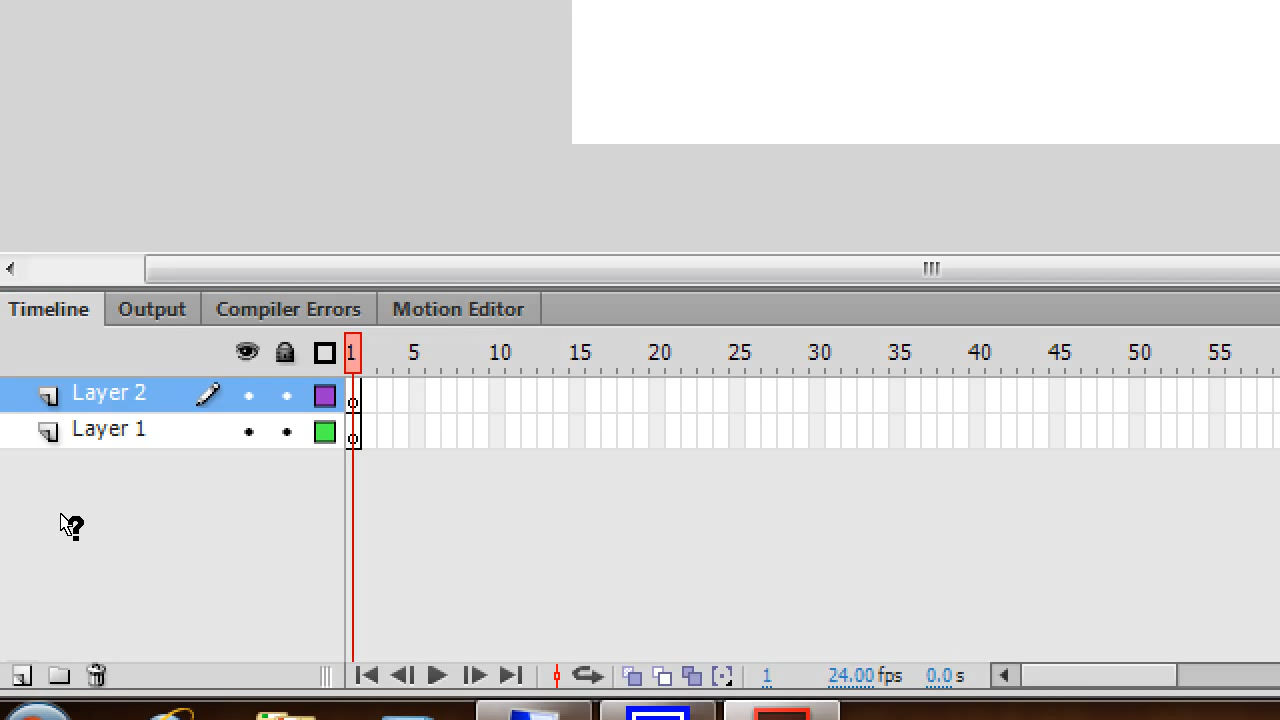 Timeline Output Compiler Errors Motion Editor
1 5 10 15 20 25 30 35 40 45 50 55
Layer 2
Layer 1
?
1 24.00 fps 0.0 s